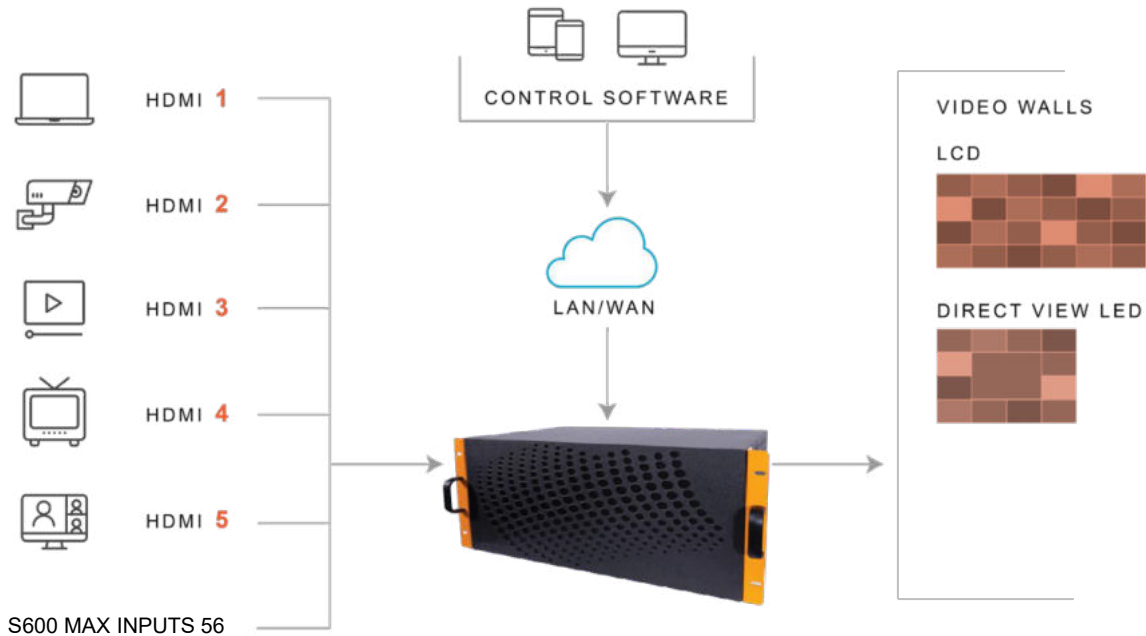 HDMI 1
HDMI 2
HDMI 3
HDMI 4
HDMI 5
S600 MAX INPUTS 56
CONTROL SOFTWARE
LAN/WAN
VIDEO WALLS
LCD
DIRECT VIEW LED